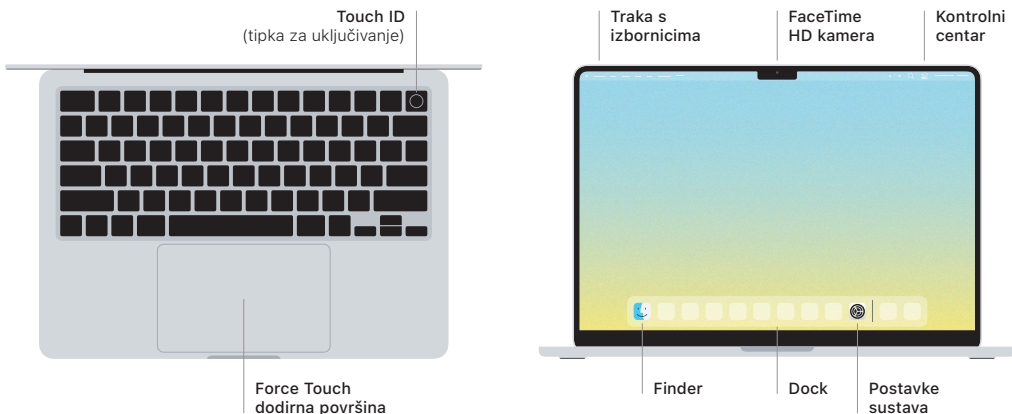 Touch ID
(tipka za uključivanje)
Traka s
izbornicima
FaceTime
HD kamera
Kontrolni
centar
Force Touch
dodirna površina
Finder
Dock
Postavke
sustava